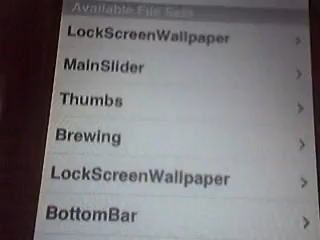 Available File Sets
LockScreenWallpaper
MainSlider
Thumbs
Brewing
LockScreenWallpaper
BottomBar